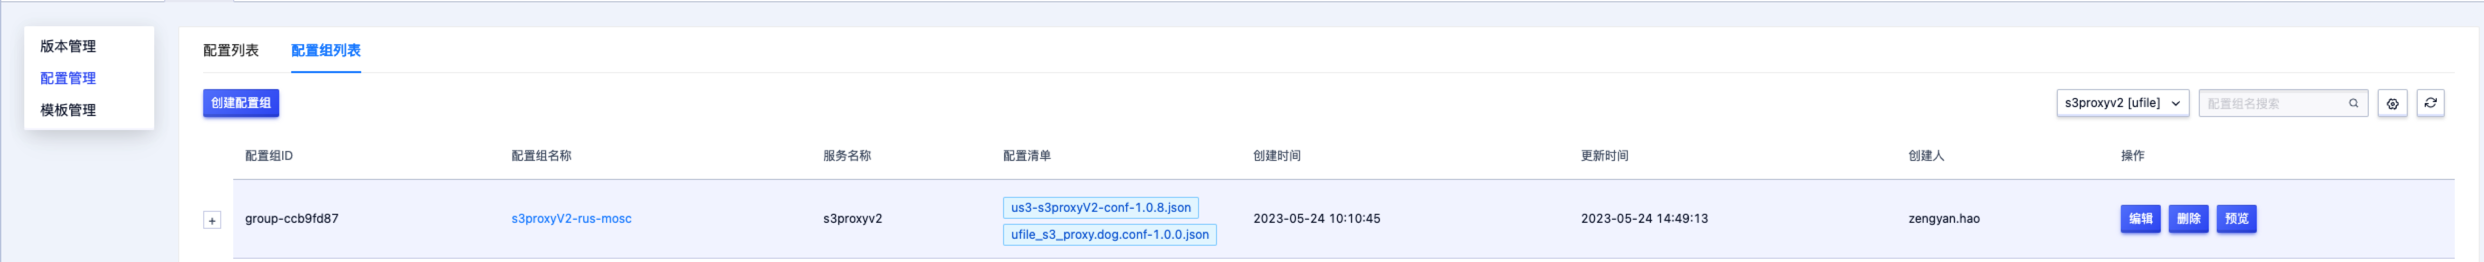 版本管理
配置管理
模板管理
配置列表 配置组列表
创建配置组 s3proxyv2 [ufile] 配置组名搜索
配置组ID 配置组名称 服务名称 配置清单 创建时间 更新时间 创建人 操作
group-ccb9fd87 s3proxyV2-rus-mosc s3proxyv2 us3-s3proxyV2-conf-1.0.8.json 2023-05-24 10:10:45 2023-05-24 14:49:13 zengyan.hao 编辑 删除 预览
ufile_s3_proxy.dog.conf-1.0.0.json